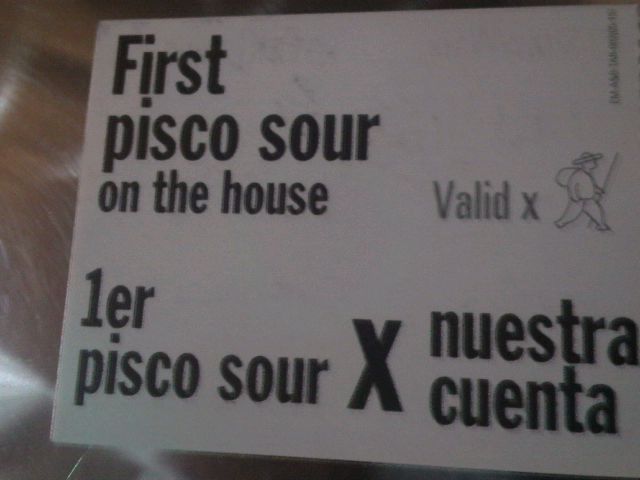 First
pisco sour
on the house
Valid x
1er
pisco sour X nuestra
cuenta